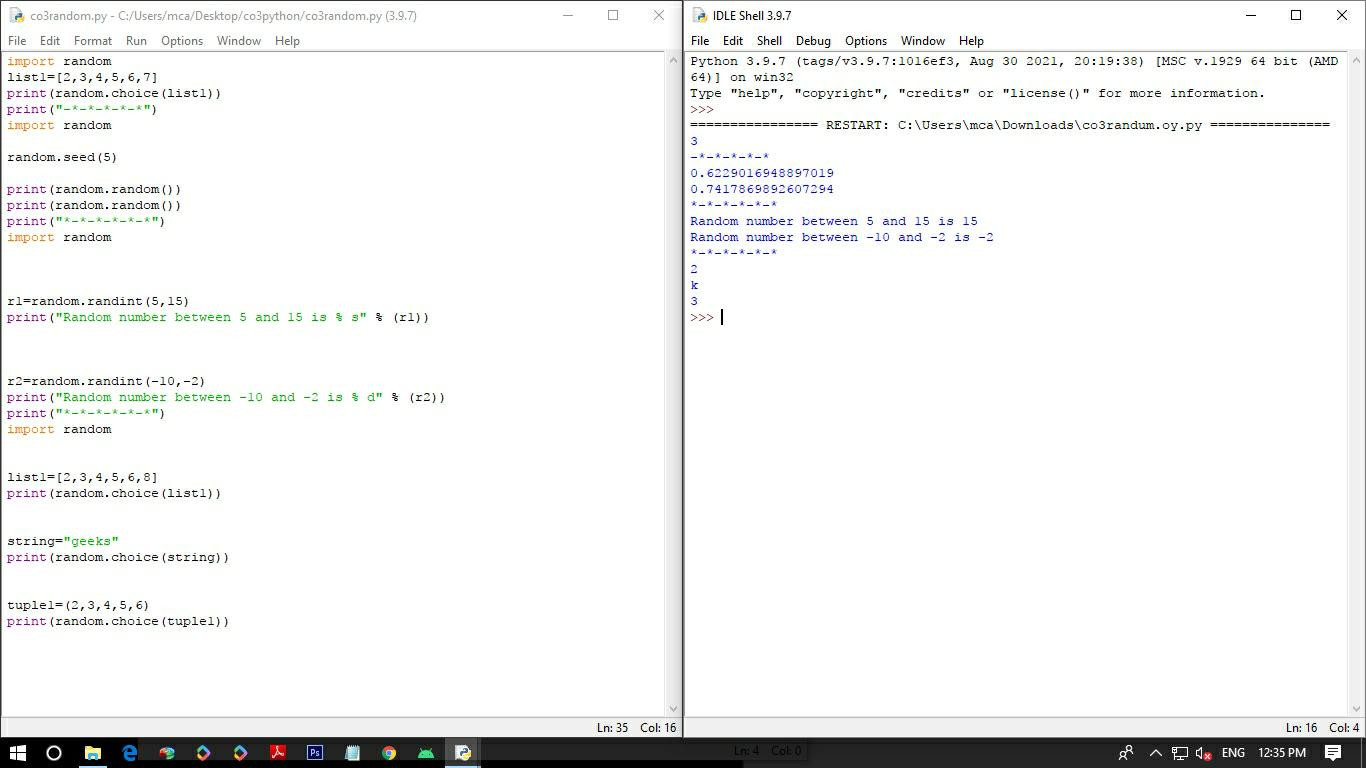 co3random.py - C:/Users/mca/Desktop/co3python/co3random.py (3.9.7)
File Edit Format Run Options Window Help
import random
list1=[2,3,4,5,6,7]
print(random.choice(list1))
print("-*-*-*-*-*")
import random
random.seed(5)
print(random.random())
print(random.random())
print("*-*-*-*-*-*")
import random
r1=random.randint(5,15)
print("Random number between 5 and 15 is % s" % (r1))
r2=random.randint(-10,-2)
print("Random number between -10 and -2 is % d" % (r2))
print("*-*-*-*-*-*")
import random
list1=[2,3,4,5,6,8]
print(random.choice(list1))
string="geeks"
print(random.choice(string))
tuple1=(2,3,4,5,6)
print(random.choice(tuple1))
Ln: 35 Col: 16
IDLE Shell 3.9.7
File Edit Shell Debug Options Window Help
Python 3.9.7 (tags/v3.9.7:1016ef3, Aug 30 2021, 20:19:38) [MSC v.1929 64 bit (AMD
64)] on win32
Type "help", "copyright", "credits" or "license()" for more information.
>>>
================ RESTART: C:\Users\mca\Downloads\co3randum.oy.py ===============
3
-*-*-*-*-*
0.6229016948897019
0.7417869892607294
*-*-*-*-*-*
Random number between 5 and 15 is 15
Random number between -10 and -2 is -2
*-*-*-*-*-*
2
k
3
>>>
Ln: 16 Col: 4
Ln: 4 Col: 0
Ps
ENG 12:35 PM